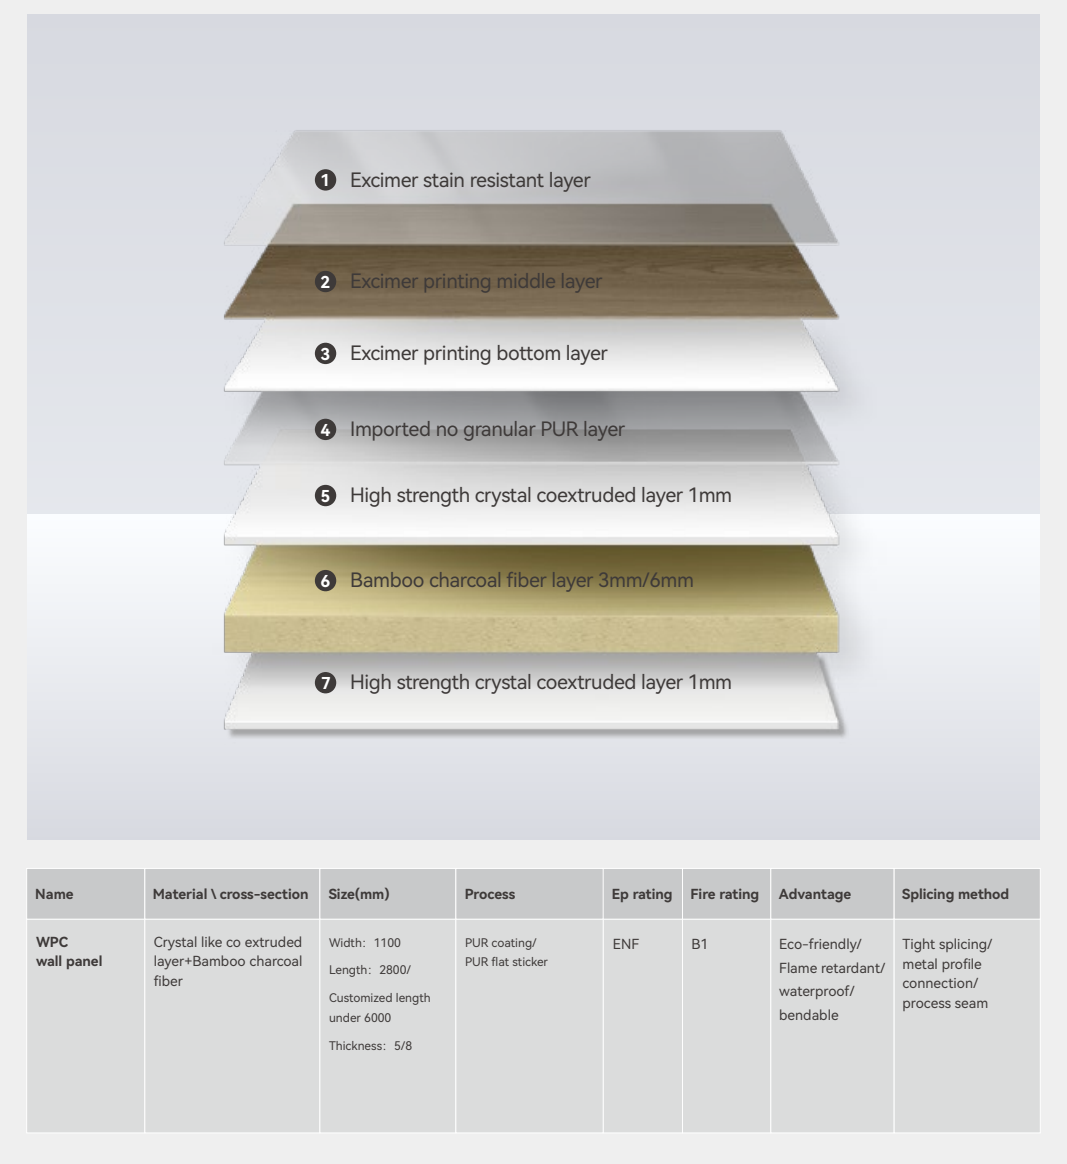 1 Excimer stain resistant layer
2 Excimer printing middle layer
3 Excimer printing bottom layer
4 Imported no granular PUR layer
5 High strength crystal coextruded layer 1mm
6 Bamboo charcoal fiber layer 3mm/6mm
7 High strength crystal coextruded layer 1mm
Name Material \ cross-section Size(mm) Process Ep rating Fire rating Advantage Splicing method
WPC
wall panel
Crystal like co extruded
layer+Bamboo charcoal
fiber
Width: 1100
Length: 2800/
Customized length
under 6000
Thickness: 5/8
PUR coating/
PUR flat sticker
ENF
B1
Eco-friendly/
Flame retardant/
waterproof/
bendable
Tight splicing/
metal profile
connection/
process seam